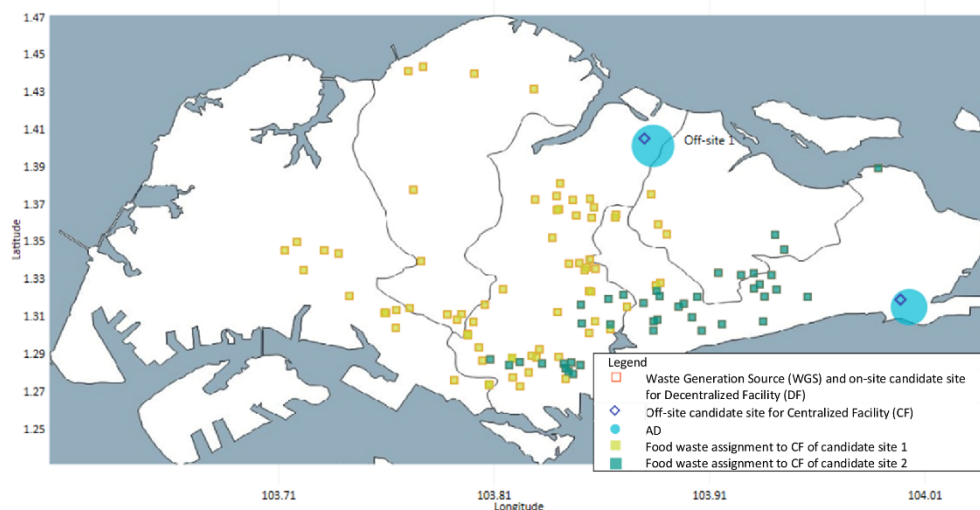 1.47
1.45
1.43
1.41
1.39
1.37
1.35
1.33
1.31
1.29
1.27
1.25
Latitude
Off-site 1
Legend
Waste Generation Source (WGS) and on-site candidate site
for Decentralized Facility (DF)
Off-site candidate site for Centralized Facility (CF)
AD
Food waste assignment to CF of candidate site 1
Food waste assignment to CF of candidate site 2
103.71
103.81
103.91
104.01
Longitude